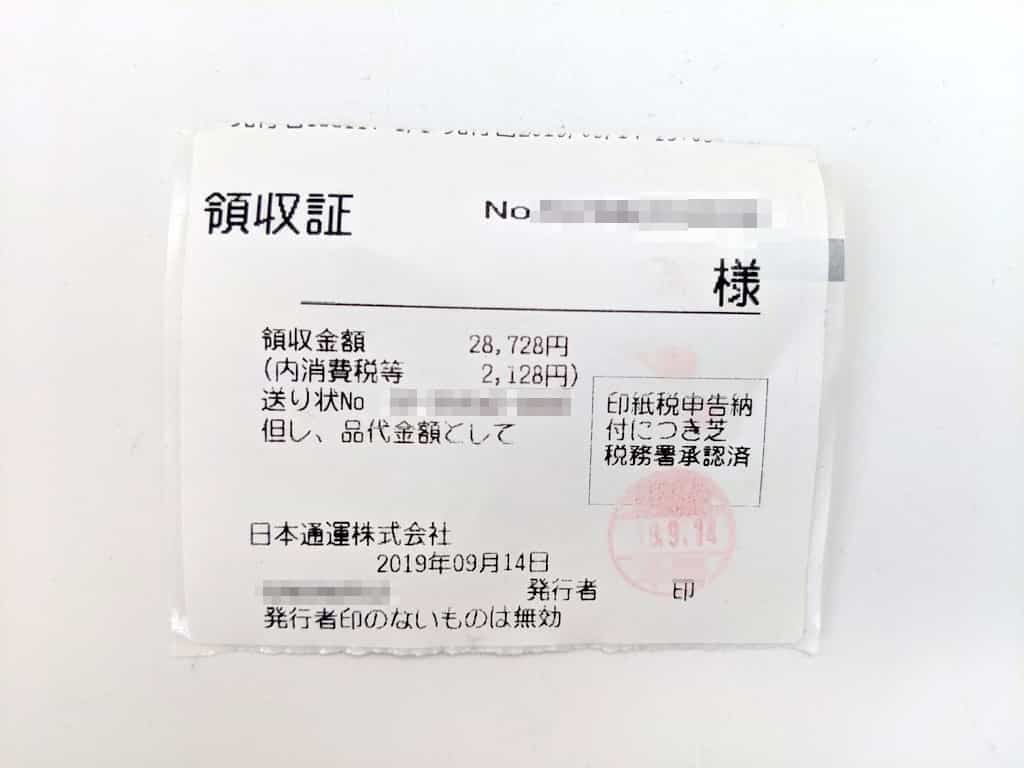 領収証 No
様
領収金額 28,728円
(内消費税等 2,128円)
送り状No
但し、品代金額として
印紙税申告納
付につき芝
税務署承認済
日本通運株式会社
2019年09月14日
9.14
発行者 印
発行者印のないものは無効